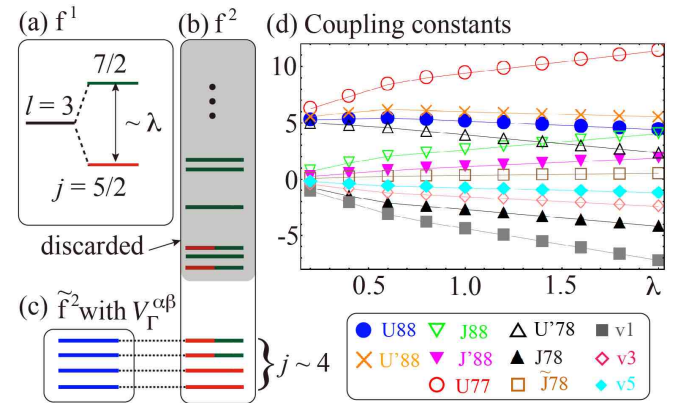 (a) f¹
7/2
l = 3
~ λ
j = 5/2
discarded
(b) f²
(c) f̃² with V_Γ^{αβ}
j ~ 4
(d) Coupling constants
10
5
0
-5
0.5 1.0 1.5 λ
U88 J88 U'78 v1
U'88 J'88 J78 v3
U77 J̃78 v5